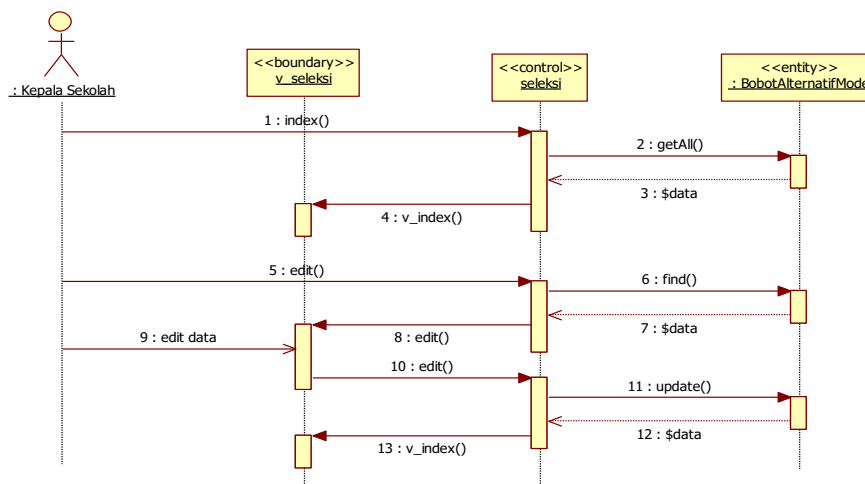 <<boundary>>
v_seleksi
<<control>>
seleksi
<<entity>>
: BobotAlternatifMode
: Kepala Sekolah
1 : index()
2 : getAll()
3 : $data
4 : v_index()
5 : edit()
6 : find()
7 : $data
8 : edit()
9 : edit data
10 : edit()
11 : update()
12 : $data
13 : v_index()